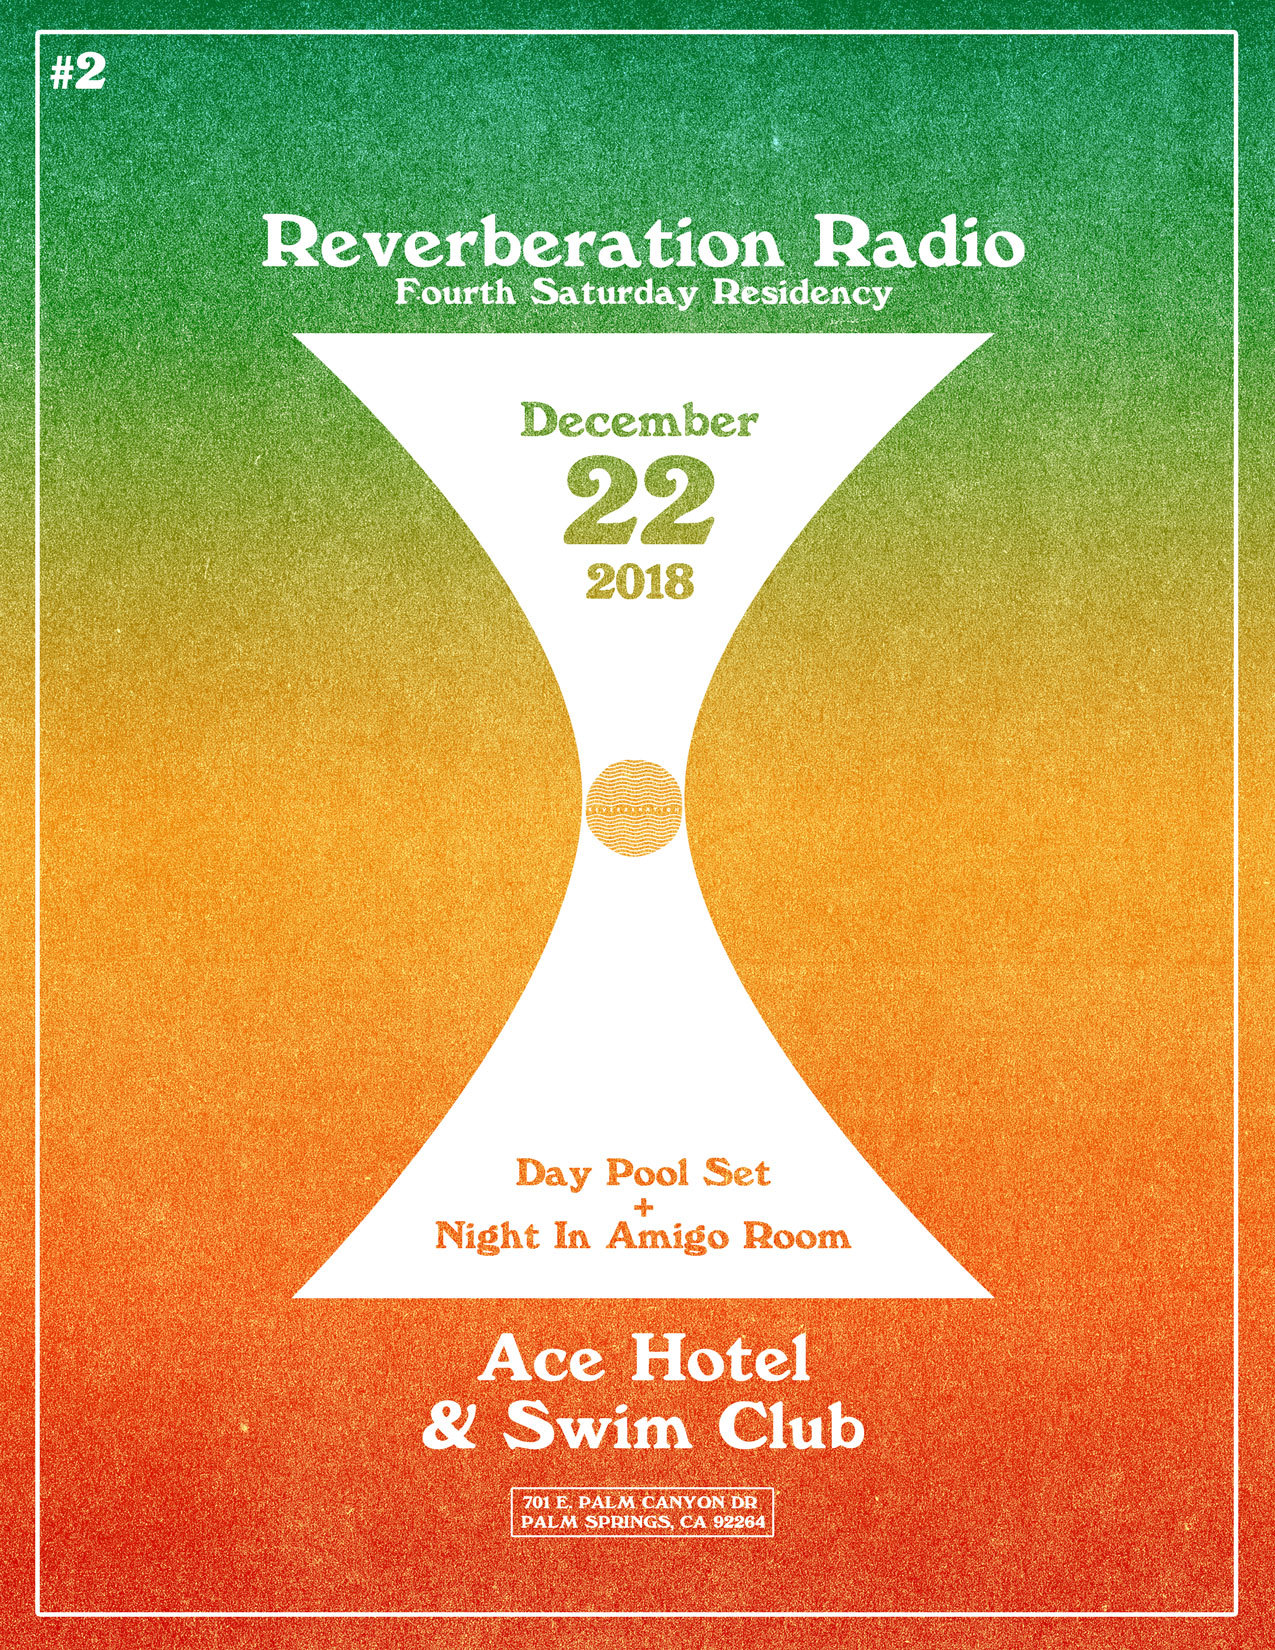 #2
Reverberation Radio
Fourth Saturday Residency
December
22
2018
Day Pool Set
+
Night In Amigo Room
Ace Hotel
& Swim Club
701 E. PALM CANYON DR
PALM SPRINGS, CA 92264